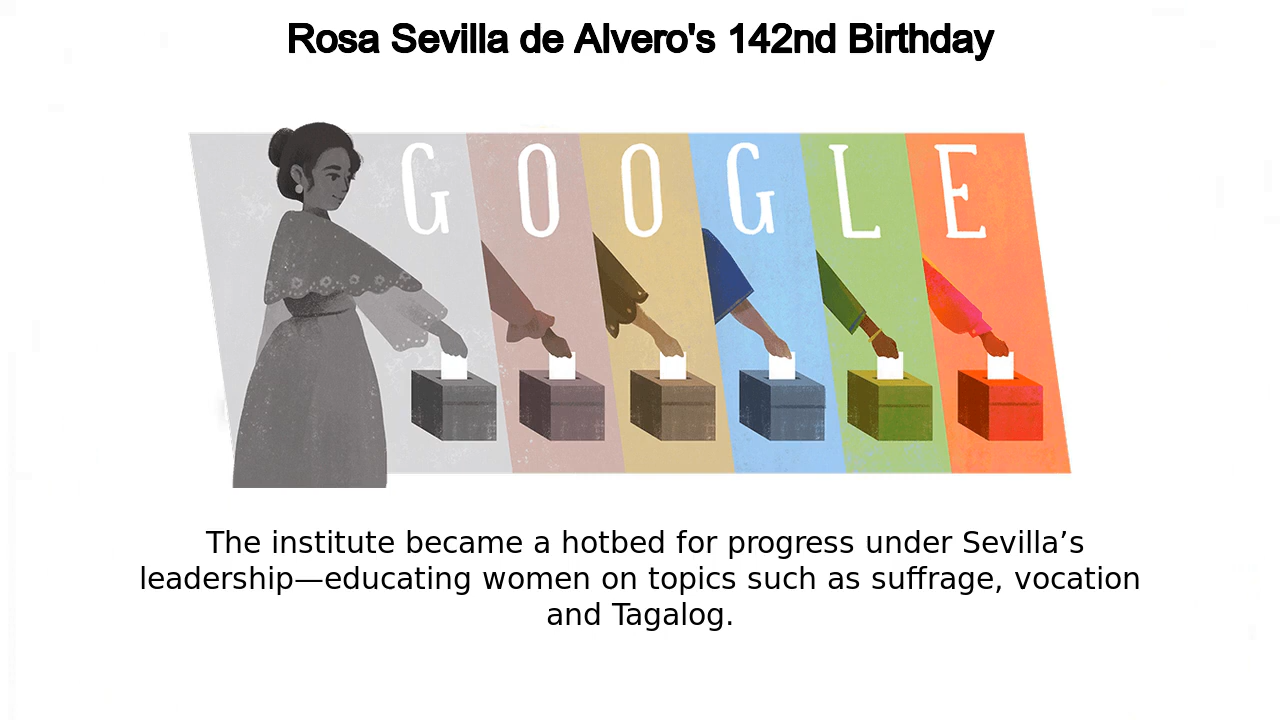 Rosa Sevilla de Alvero's 142nd Birthday
GOOGLE
The institute became a hotbed for progress under Sevilla’s
leadership—educating women on topics such as suffrage, vocation
and Tagalog.